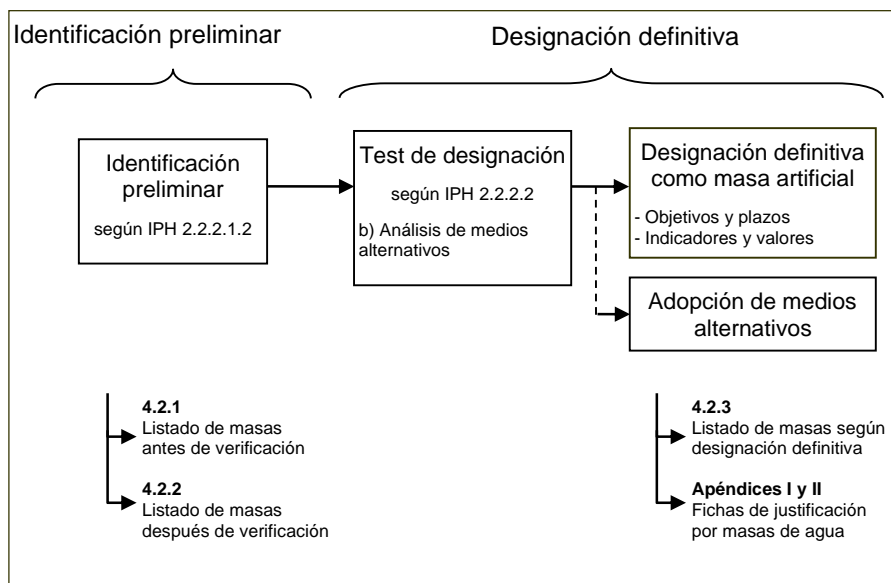 Identificación preliminar
Designación definitiva
Identificación
preliminar
según IPH 2.2.2.1.2
Test de designación
según IPH 2.2.2.2
b) Análisis de medios
alternativos
Designación definitiva
como masa artificial
- Objetivos y plazos
- Indicadores y valores
Adopción de medios
alternativos
4.2.1
Listado de masas
antes de verificación
4.2.2
Listado de masas
después de verificación
4.2.3
Listado de masas según
designación definitiva
Apéndices I y II
Fichas de justificación
por masas de agua